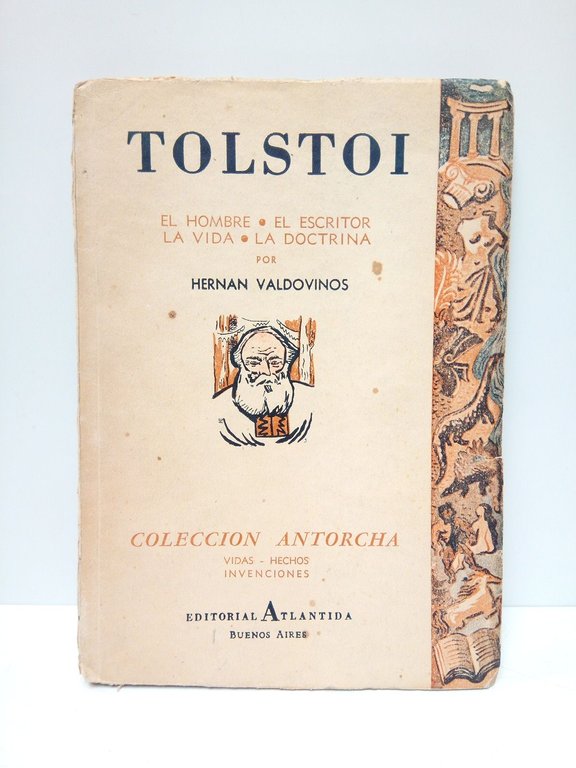 TOLSTOI
EL HOMBRE • EL ESCRITOR
LA VIDA • LA DOCTRINA
POR
HERNAN VALDOVINOS
COLECCION ANTORCHA
VIDAS - HECHOS
INVENCIONES
EDITORIAL ATLANTIDA
BUENOS AIRES